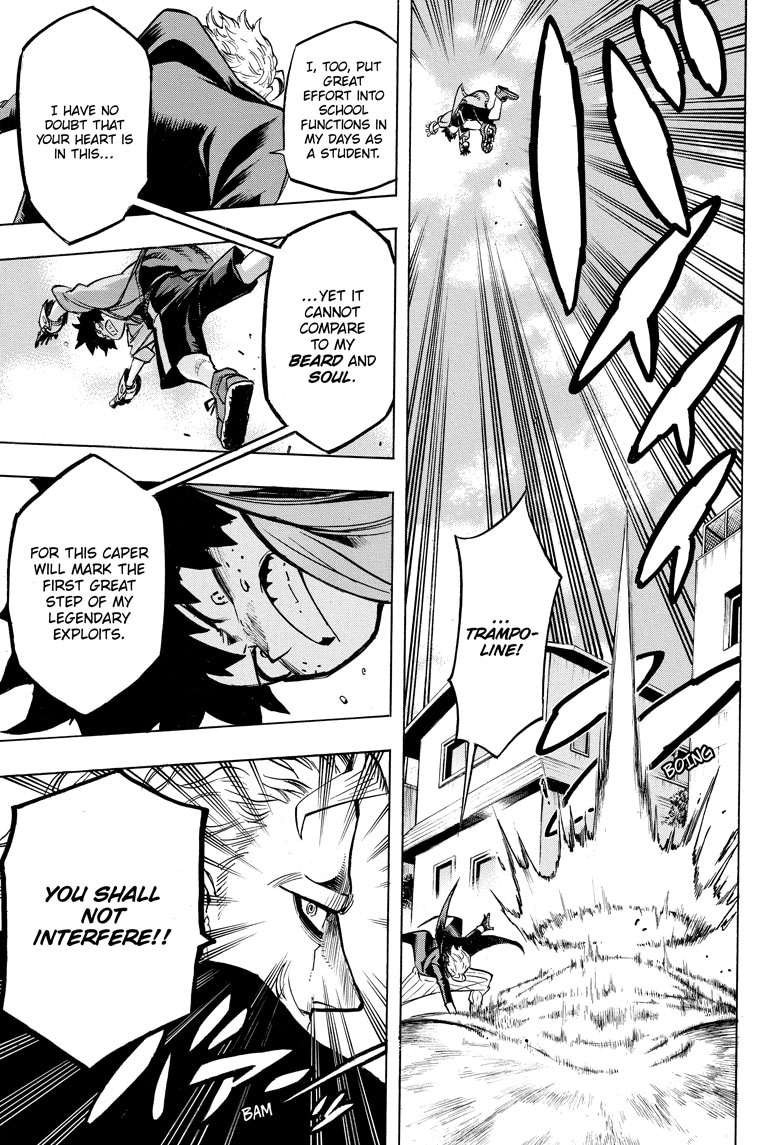 ...
TRAMPO-
LINE!
BOING
I, TOO, PUT
GREAT
EFFORT INTO
SCHOOL
FUNCTIONS IN
MY DAYS AS
A STUDENT.
I HAVE NO
DOUBT THAT
YOUR HEART IS
IN THIS...
...YET IT
CANNOT
COMPARE
TO MY
BEARD AND
SOUL.
FOR THIS CAPER
WILL MARK THE
FIRST GREAT
STEP OF MY
LEGENDARY
EXPLOITS.
YOU SHALL
NOT
INTERFERE!!
BAM